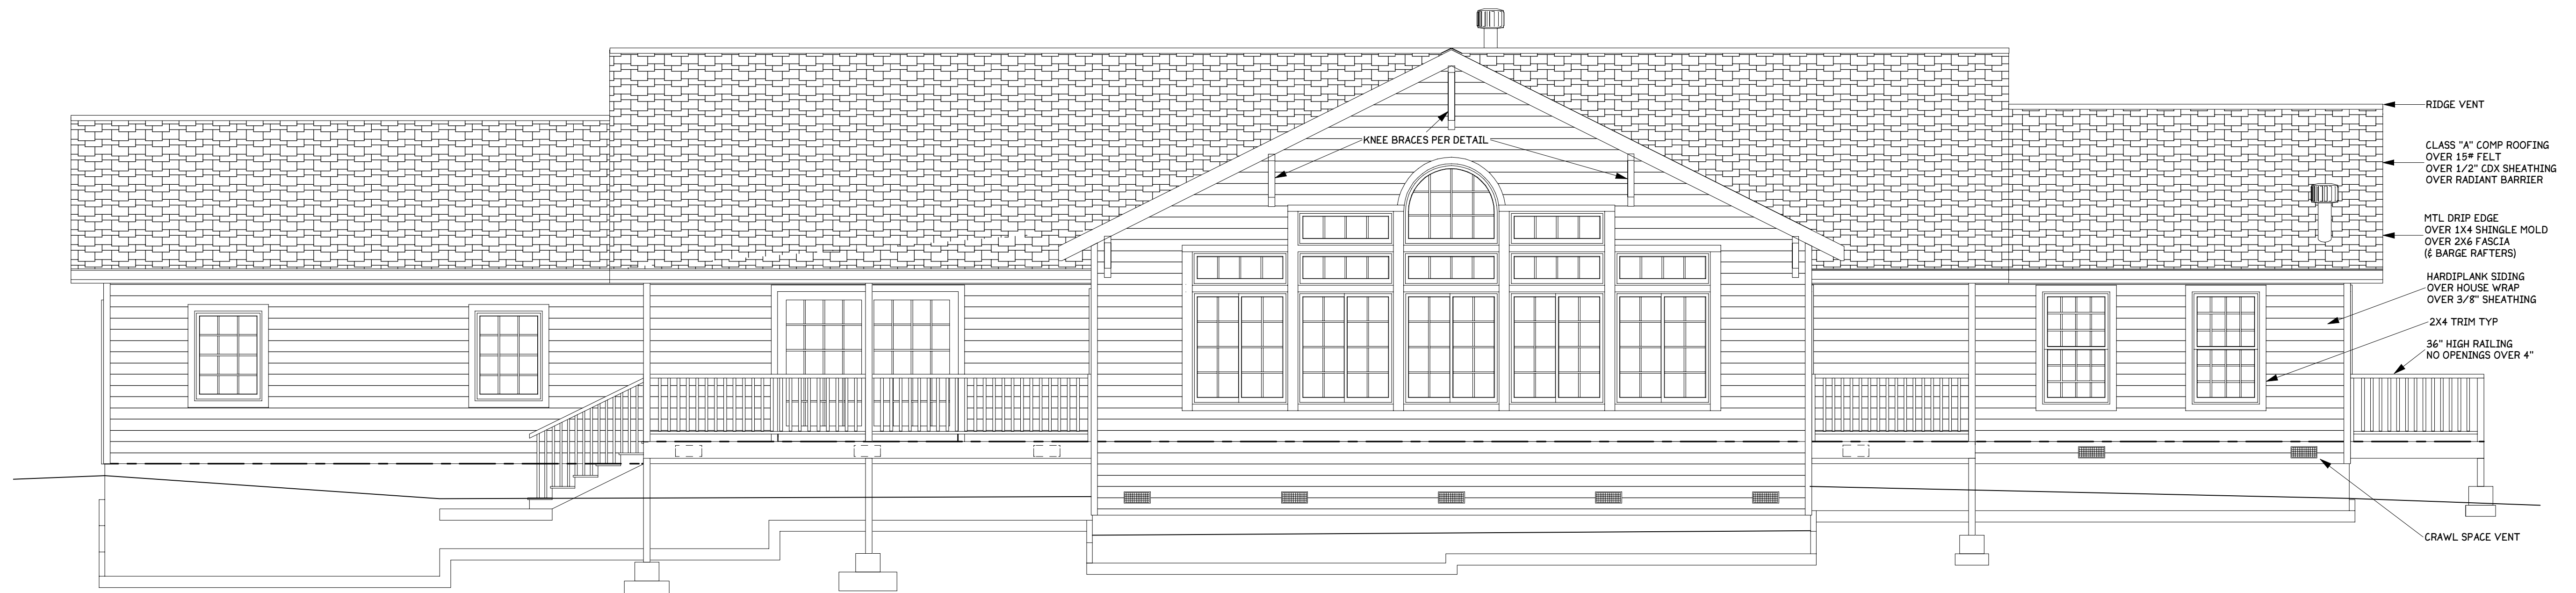 KNEE BRACES PER DETAIL
RIDGE VENT
CLASS "A" COMP ROOFING
OVER 15# FELT
OVER 1/2" CDX SHEATHING
OVER RADIANT BARRIER
MTL DRIP EDGE
OVER 1X4 SHINGLE MOLD
OVER 2X6 FASCIA
(& BARGE RAFTERS)
HARDIPLANK SIDING
OVER HOUSE WRAP
OVER 3/8" SHEATHING
2X4 TRIM TYP
36" HIGH RAILING
NO OPENINGS OVER 4"
CRAWL SPACE VENT